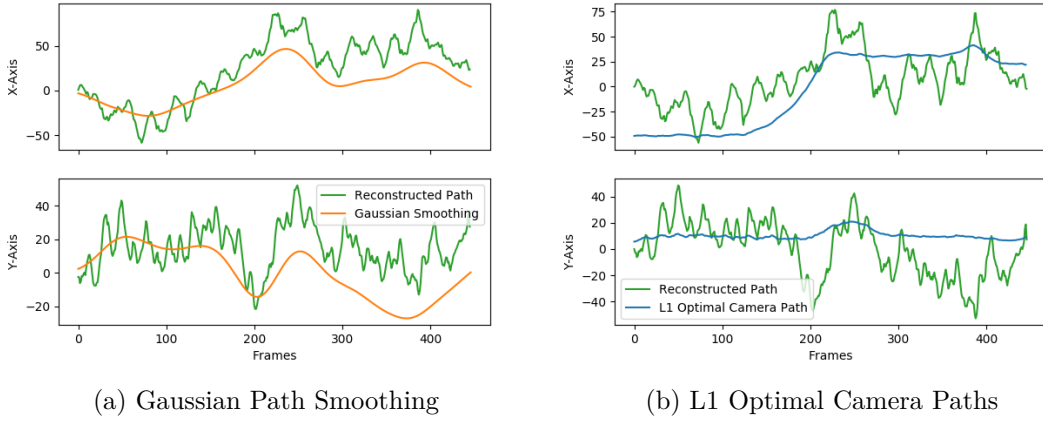 X-Axis
50
0
−50
40
20
0
−20
Y-Axis
Reconstructed Path
Gaussian Smoothing
0
100
200
300
400
Frames
(a) Gaussian Path Smoothing
X-Axis
75
50
25
0
−25
−50
Y-Axis
40
20
0
−20
−40
Reconstructed Path
L1 Optimal Camera Path
0
100
200
300
400
Frames
(b) L1 Optimal Camera Paths